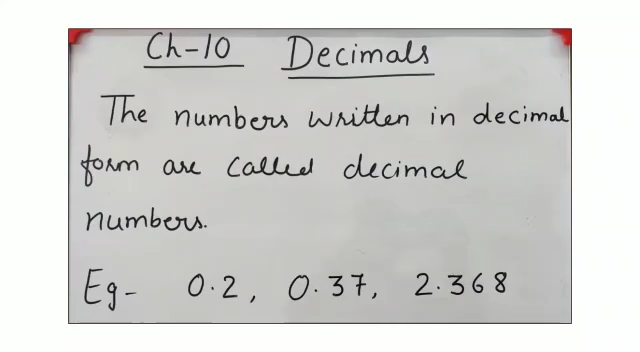 Ch-10 Decimals
The numbers written in decimal
form are called decimal
numbers.
Eg- 0.2, 0.37, 2.368